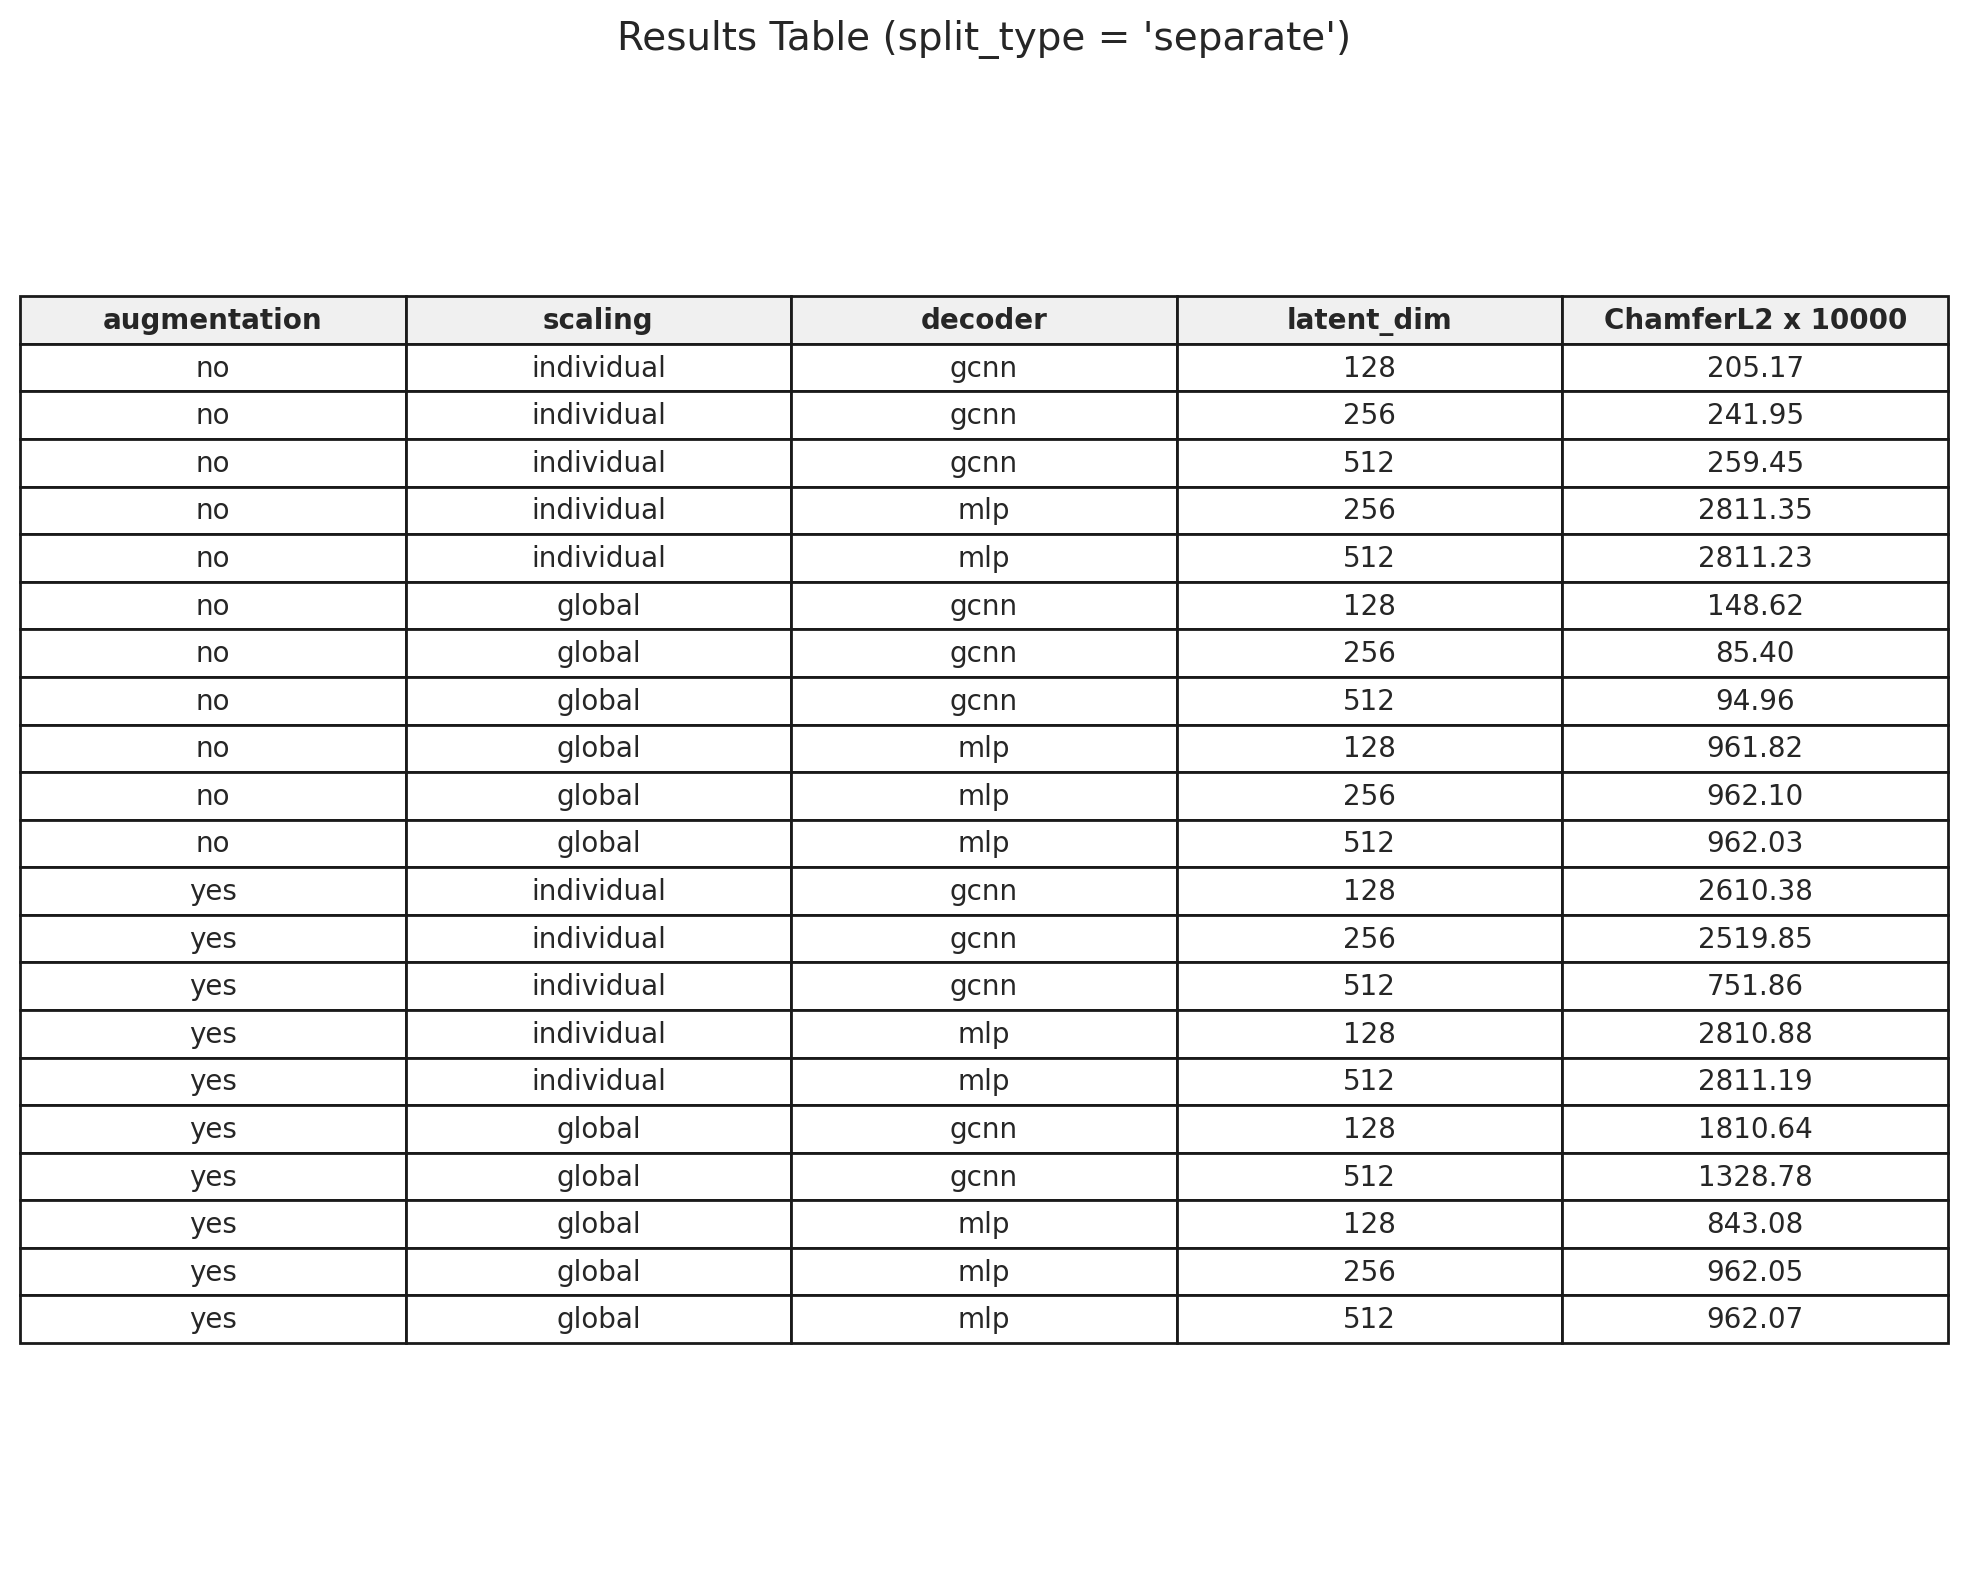 Results Table (split_type = 'separate')
augmentation scaling decoder latent_dim ChamferL2 x 10000
no individual gcnn 128 205.17
no individual gcnn 256 241.95
no individual gcnn 512 259.45
no individual mlp 256 2811.35
no individual mlp 512 2811.23
no global gcnn 128 148.62
no global gcnn 256 85.40
no global gcnn 512 94.96
no global mlp 128 961.82
no global mlp 256 962.10
no global mlp 512 962.03
yes individual gcnn 128 2610.38
yes individual gcnn 256 2519.85
yes individual gcnn 512 751.86
yes individual mlp 128 2810.88
yes individual mlp 512 2811.19
yes global gcnn 128 1810.64
yes global gcnn 512 1328.78
yes global mlp 128 843.08
yes global mlp 256 962.05
yes global mlp 512 962.07